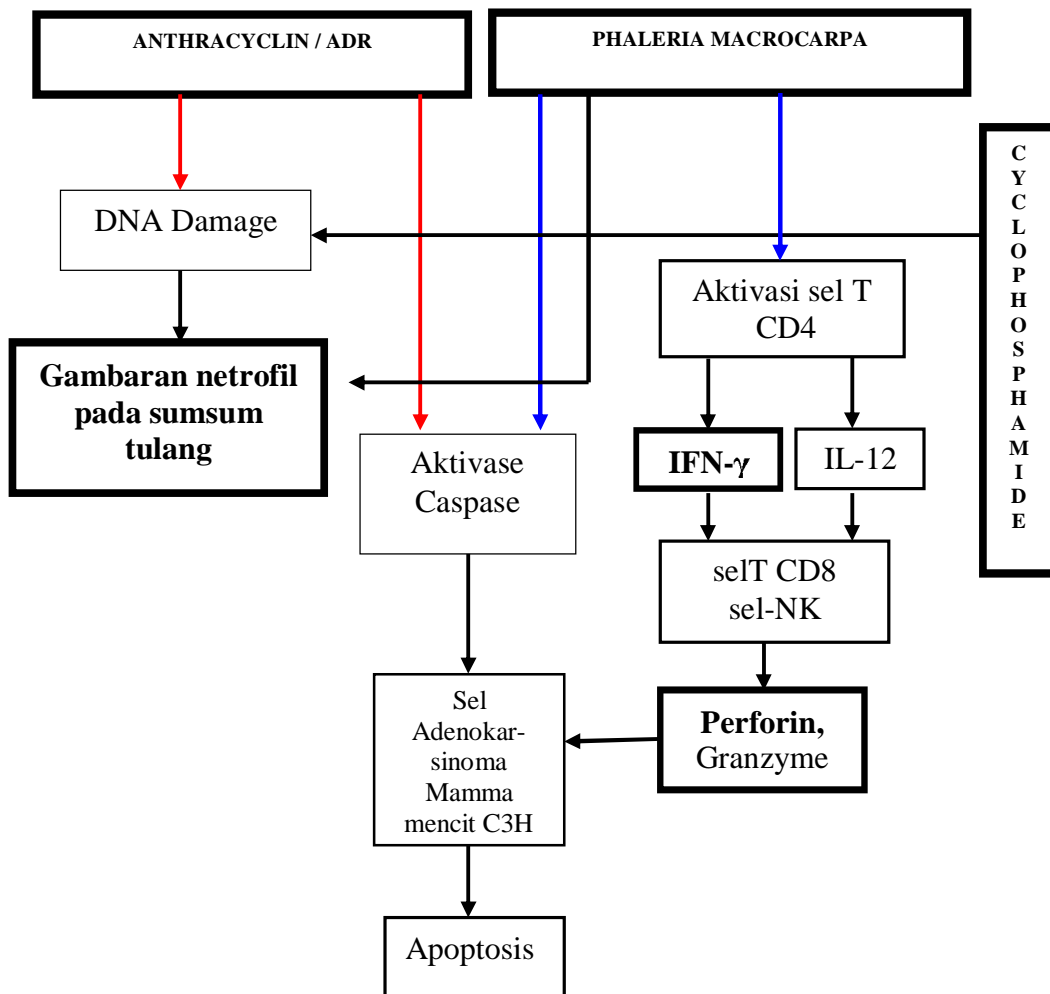 ANTHRACYCLIN / ADR
PHALERIA MACROCARPA
CYCLOPHOSPHAMIDE
DNA Damage
Aktivasi sel T
CD4
Gambaran netrofil
pada sumsum
tulang
Aktivase
Caspase
IFN-γ
IL-12
selT CD8
sel-NK
Sel
Adenokar-
sinoma
Mamma
mencit C3H
Perforin,
Granzyme
Apoptosis